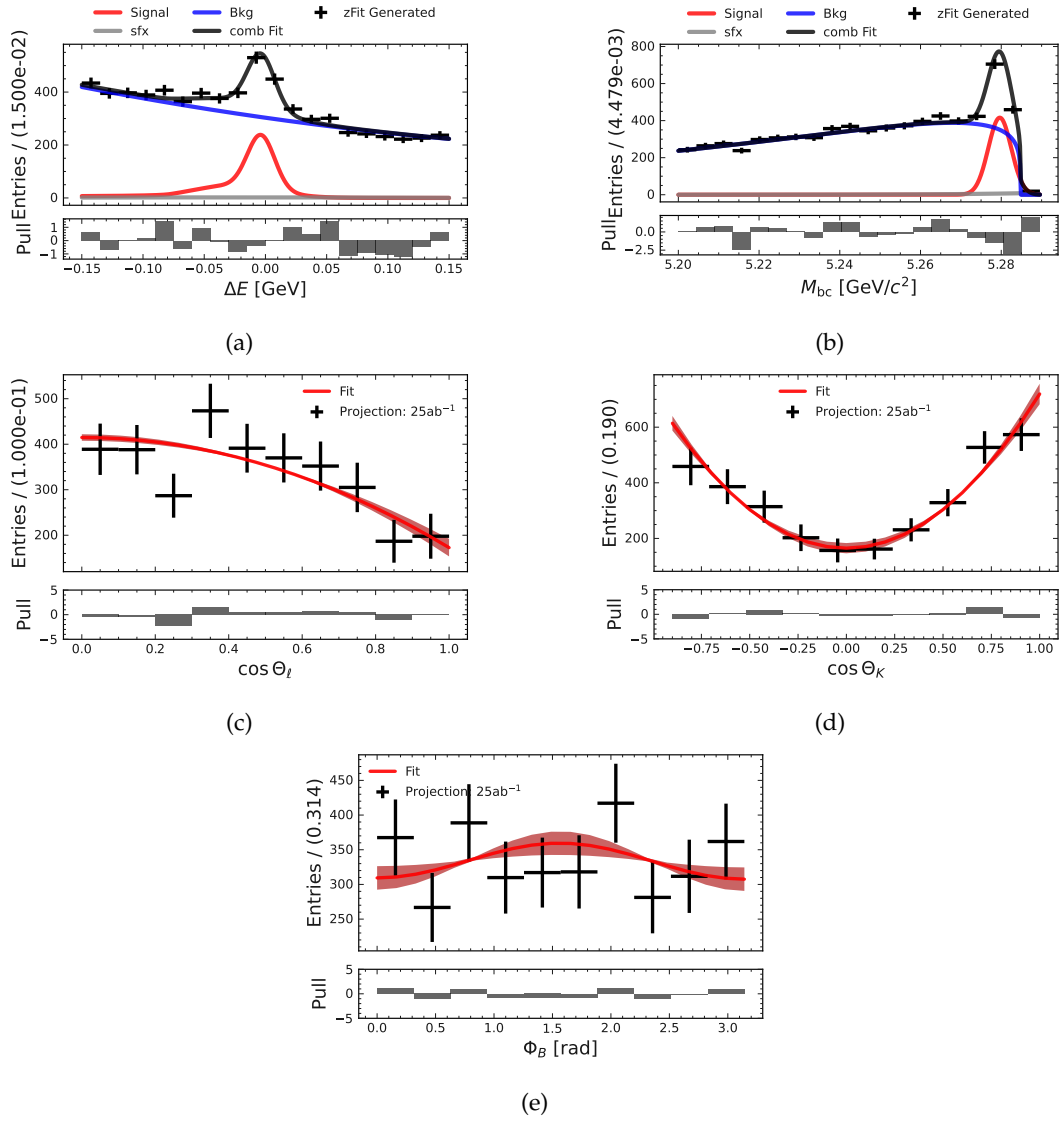 Signal Bkg zFit Generated
sfx comb Fit
Entries / (1.5000e-02)
400
200
0
Pull
1
0
−1
−0.15 −0.10 −0.05 0.00 0.05 0.10 0.15
ΔE [GeV]
(a)
Signal Bkg zFit Generated
sfx comb Fit
Entries / (4.479e-03)
800
600
400
200
0
Pull
0.0
−2.5
5.20 5.22 5.24 5.26 5.28
M_bc [GeV/c²]
(b)
Entries / (1.000e-01)
500
400
300
200
Fit
Projection: 25ab⁻¹
Pull
5
0
−5
0.0 0.2 0.4 0.6 0.8 1.0
cos Θ_ℓ
(c)
Entries / (0.190)
600
400
200
Fit
Projection: 25ab⁻¹
Pull
5
0
−5
−0.75 −0.50 −0.25 0.00 0.25 0.50 0.75 1.00
cos Θ_K
(d)
Entries / (0.314)
450
400
350
300
250
Fit
Projection: 25ab⁻¹
Pull
5
0
−5
0.0 0.5 1.0 1.5 2.0 2.5 3.0
Φ_B [rad]
(e)